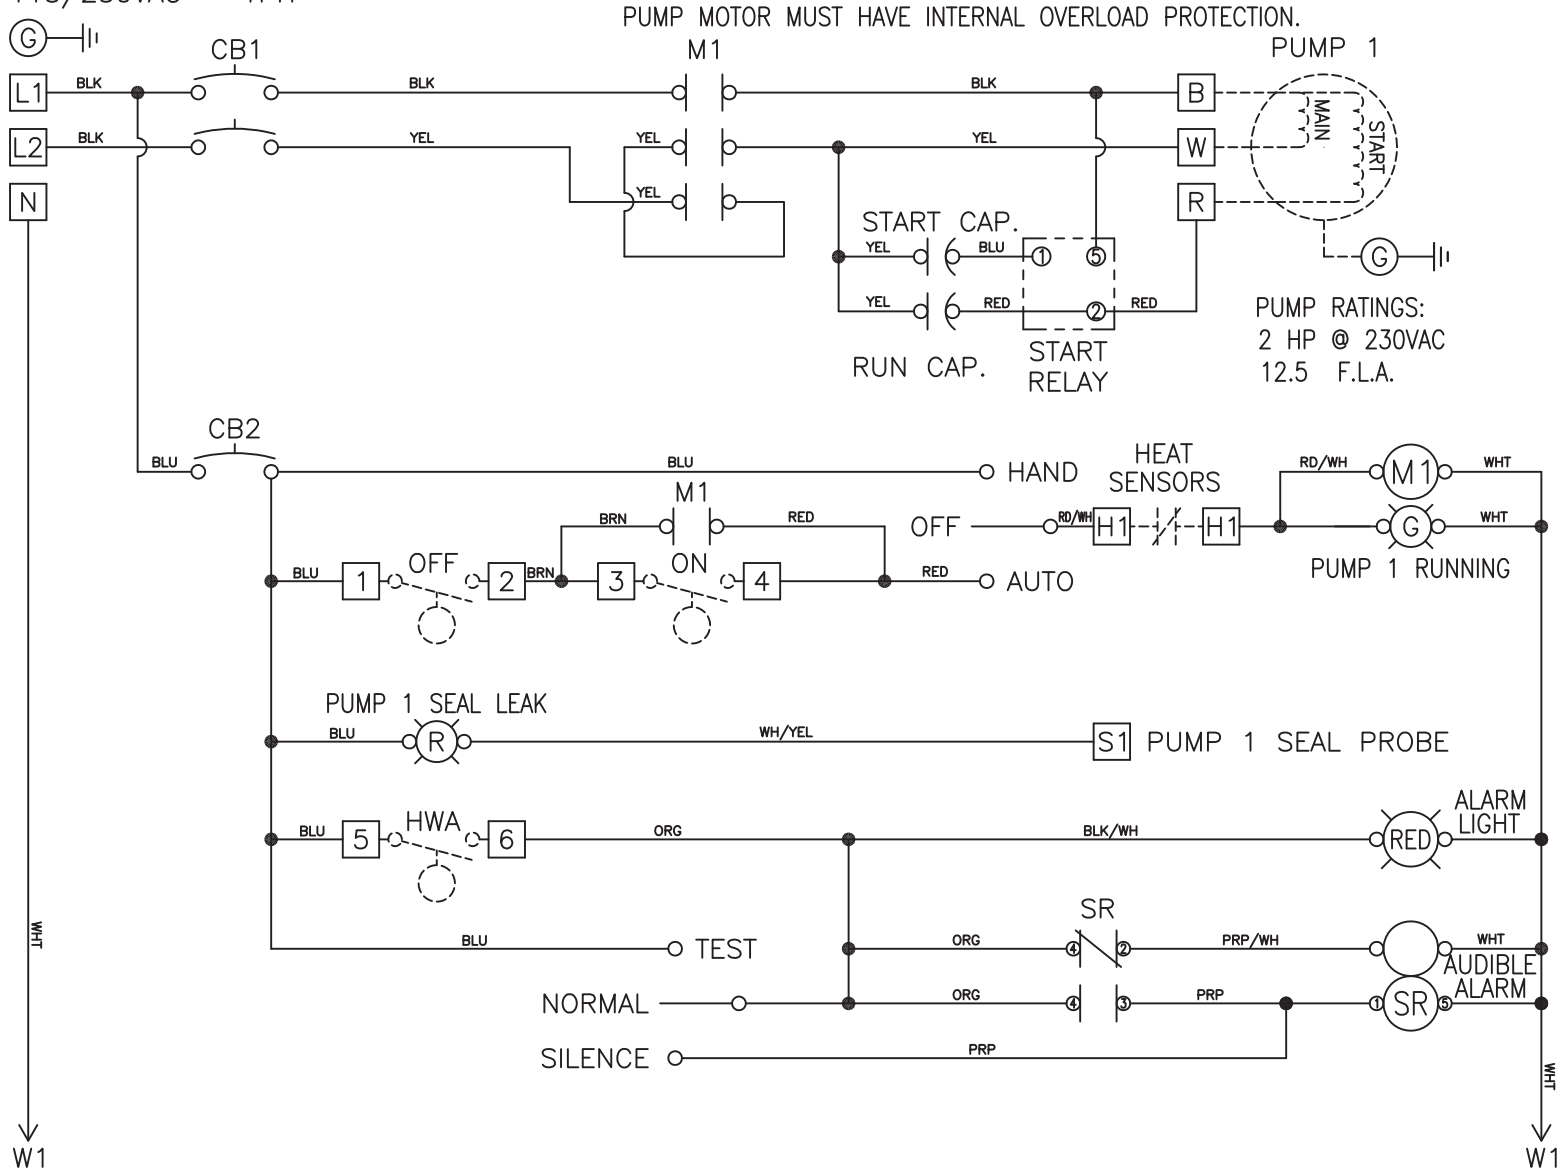 PUMP MOTOR MUST HAVE INTERNAL OVERLOAD PROTECTION.
G
CB1
M1
PUMP 1
L1
BLK
BLK
BLK
B
MAIN
START
L2
BLK
YEL
YEL
YEL
W
N
YEL
R
START CAP.
YEL
BLU
1
5
G
YEL
RED
2
RED
PUMP RATINGS:
2 HP @ 230VAC
12.5 F.L.A.
RUN CAP.
START
RELAY
CB2
BLU
BLU
HAND
HEAT
SENSORS
RD/WH
M1
WHT
M1
BRN
RED
OFF
RD/WH
H1
H1
G
WHT
PUMP 1 RUNNING
BLU
1
OFF
2
BRN
3
ON
4
RED
AUTO
PUMP 1 SEAL LEAK
BLU
R
WH/YEL
S1
PUMP 1 SEAL PROBE
BLU
5
HWA
6
ORG
BLK/WH
RED
ALARM
LIGHT
WHT
BLU
TEST
SR
ORG
4
2
PRP/WH
WHT
AUDIBLE
ALARM
NORMAL
ORG
4
3
PRP
1
SR
5
SILENCE
PRP
WHT
W1
W1